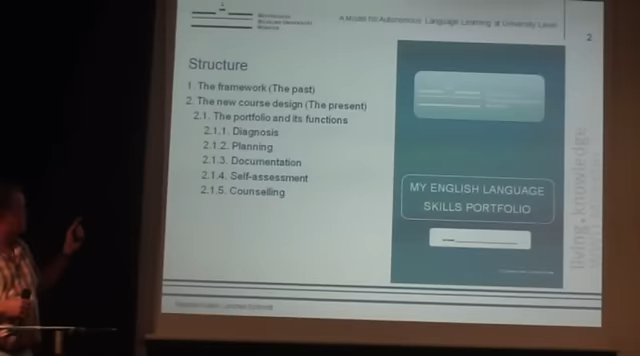 A Model for Autonomous Language Learning at University Level
2
Structure
1. The framework (The past)
2. The new course design (The present)
2.1. The portfolio and its functions
2.1.1. Diagnosis
2.1.2. Planning
2.1.3. Documentation
2.1.4. Self-assessment
2.1.5. Counselling
MY ENGLISH LANGUAGE
SKILLS PORTFOLIO
living.knowledge